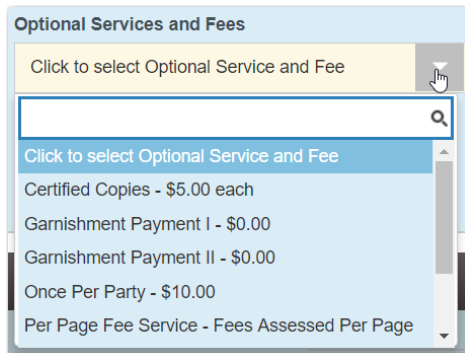 Optional Services and Fees
Click to select Optional Service and Fee
Click to select Optional Service and Fee
Certified Copies - $5.00 each
Garnishment Payment I - $0.00
Garnishment Payment II - $0.00
Once Per Party - $10.00
Per Page Fee Service - Fees Assessed Per Page